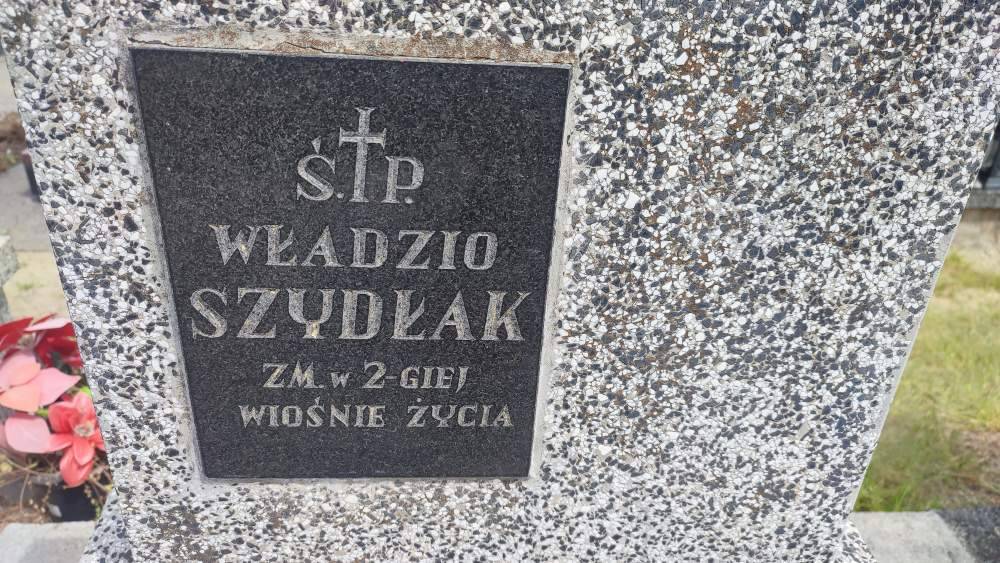 Ś.†P.
WŁADZIO
SZYDŁAK
ZM. w 2-GIEJ
WIOŚNIE ŻYCIA